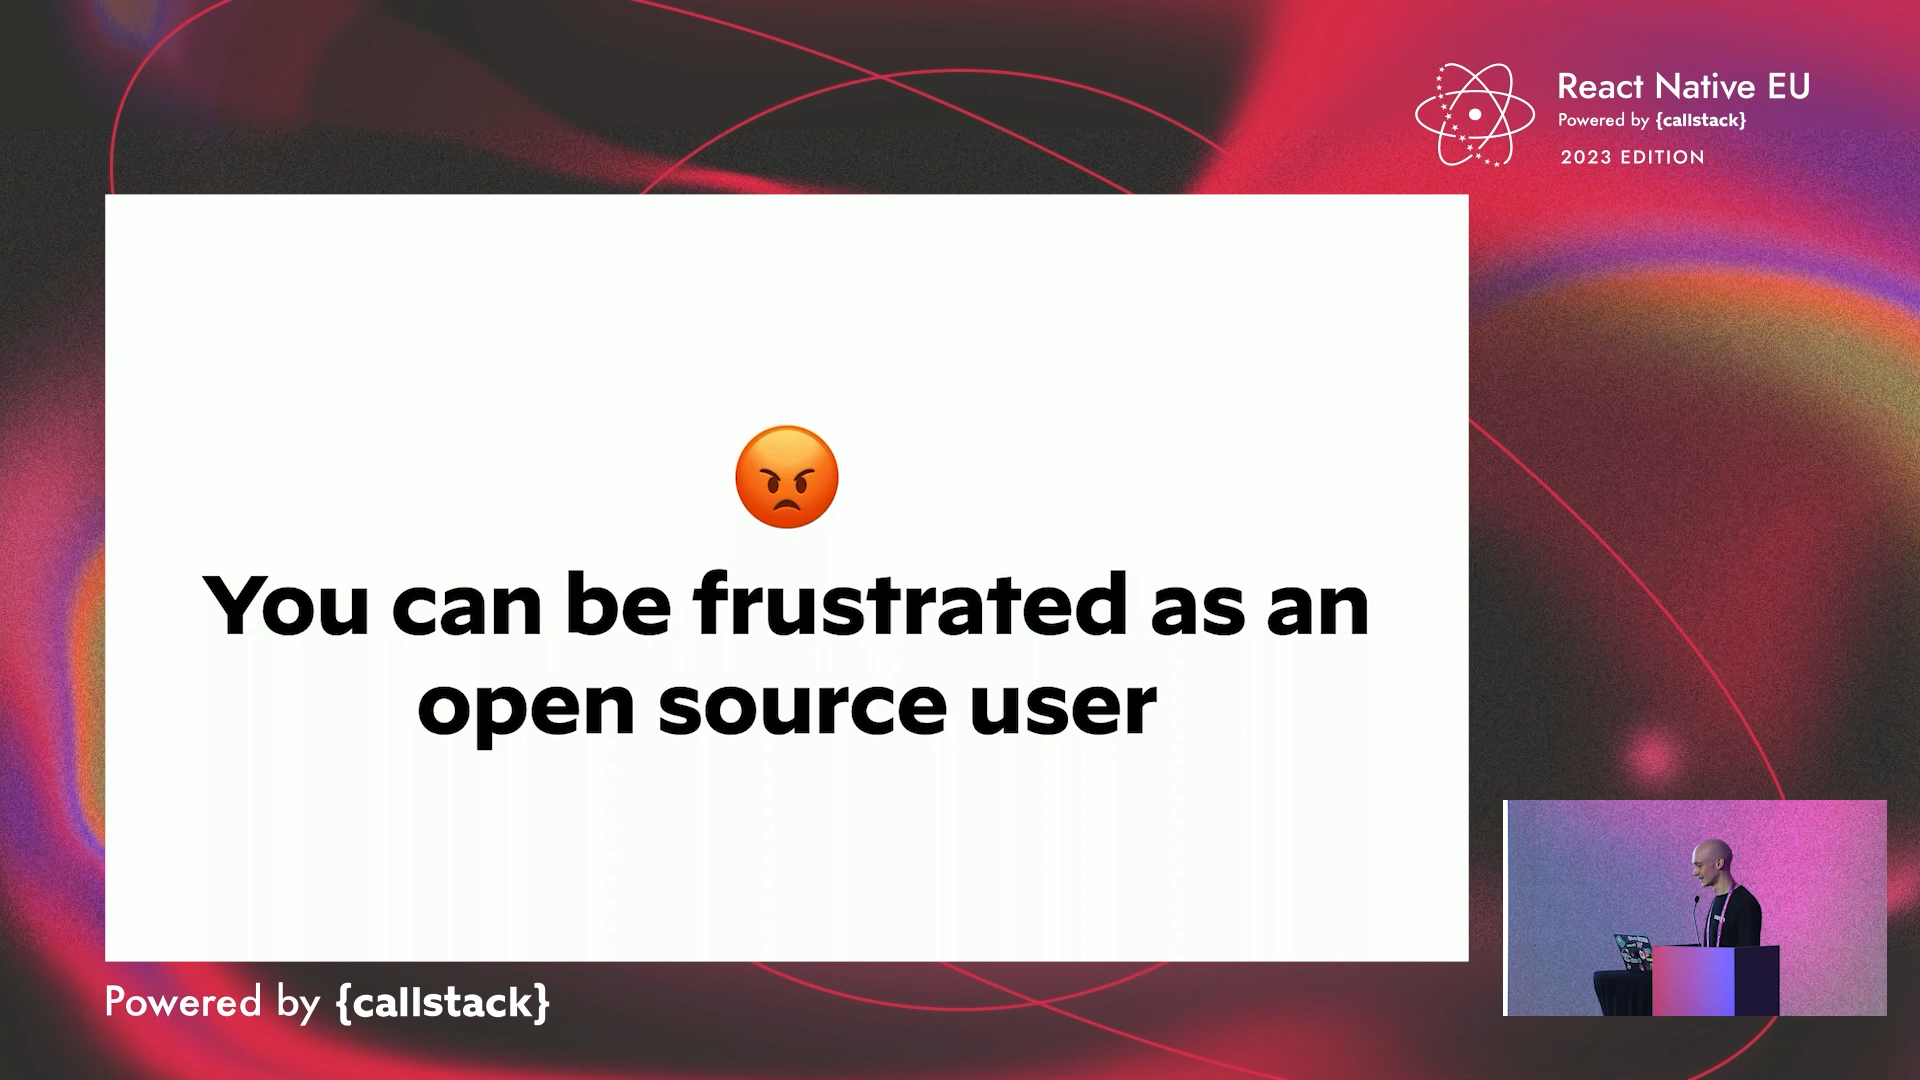 React Native EU
Powered by {callstack}
2023 EDITION
You can be frustrated as an
open source user
Powered by {callstack}